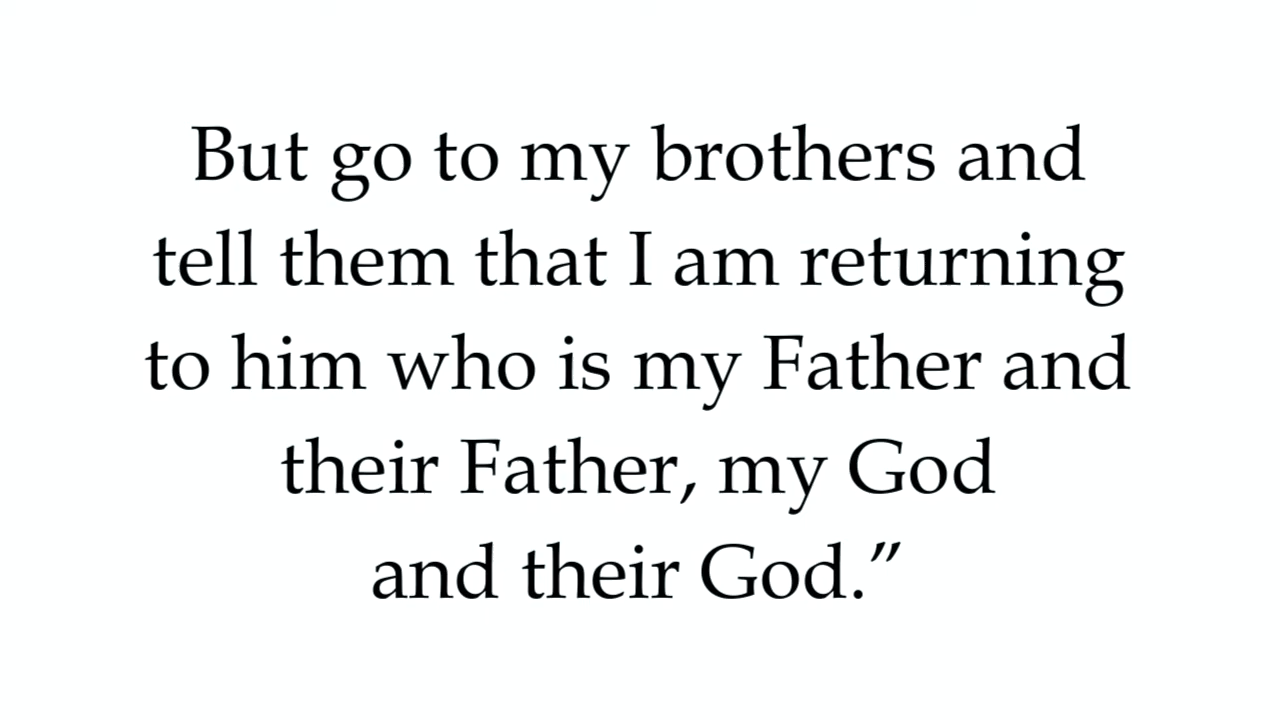 But go to my brothers and
tell them that I am returning
to him who is my Father and
their Father, my God
and their God.”